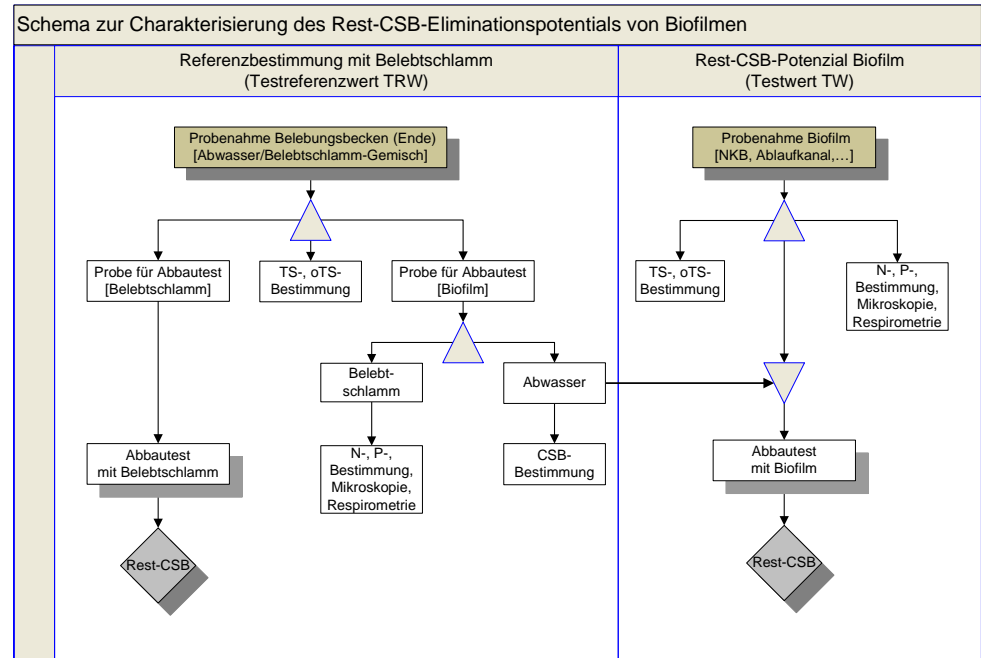 Schema zur Charakterisierung des Rest-CSB-Eliminationspotentials von Biofilmen
Referenzbestimmung mit Belebtschlamm
(Testreferenzwert TRW)
Rest-CSB-Potenzial Biofilm
(Testwert TW)
Probenahme Belebungsbecken (Ende)
[Abwasser/Belebtschlamm-Gemisch]
Probenahme Biofilm
[NKB, Ablaufkanal,…]
Probe für Abbautest
[Belebtschlamm]
TS-, oTS-
Bestimmung
Probe für Abbautest
[Biofilm]
TS-, oTS-
Bestimmung
N-, P-,
Bestimmung,
Mikroskopie,
Respirometrie
Belebt-
schlamm
Abwasser
Abbautest
mit Belebtschlamm
N-, P-,
Bestimmung,
Mikroskopie,
Respirometrie
CSB-
Bestimmung
Abbautest
mit Biofilm
Rest-CSB
Rest-CSB